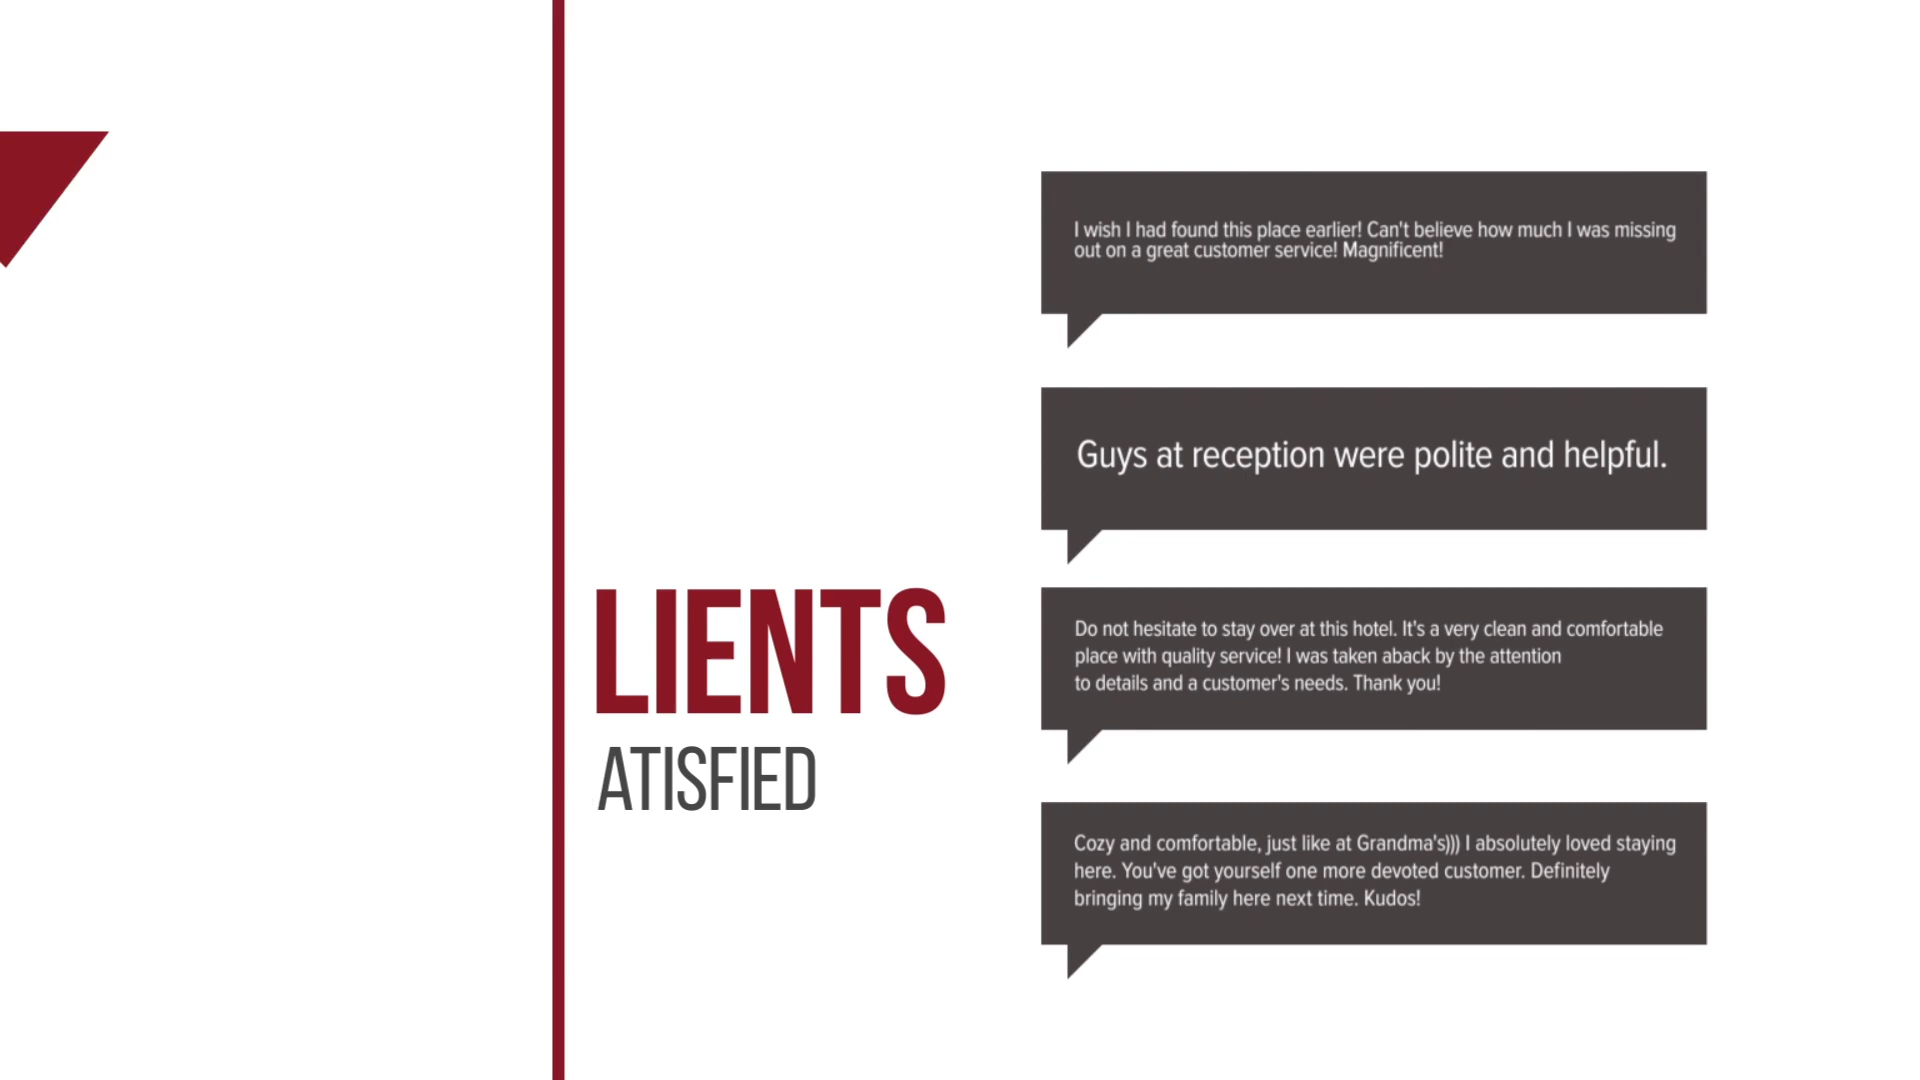 LIENTS
ATISFIED
I wish I had found this place earlier! Can't believe how much I was missing
out on a great customer service! Magnificent!
Guys at reception were polite and helpful.
Do not hesitate to stay over at this hotel. It's a very clean and comfortable
place with quality service! I was taken aback by the attention
to details and a customer's needs. Thank you!
Cozy and comfortable, just like at Grandma's))) I absolutely loved staying
here. You've got yourself one more devoted customer. Definitely
bringing my family here next time. Kudos!